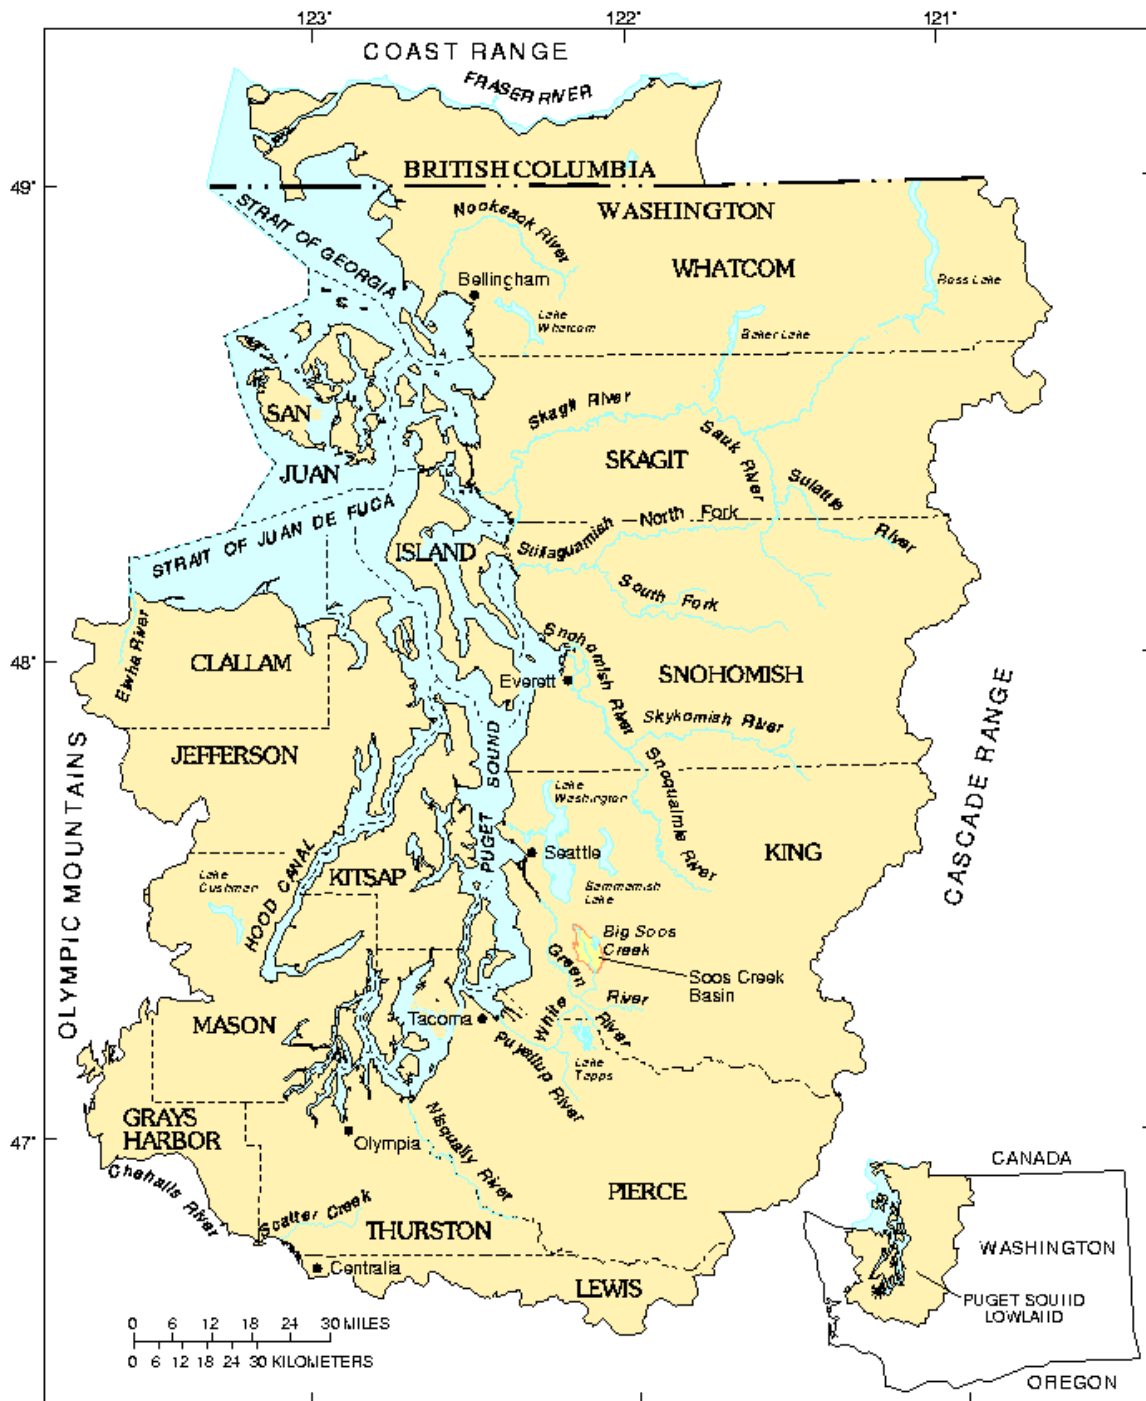 123°
122°
121°
COAST RANGE
FRASER RIVER
BRITISH COLUMBIA
49°
WASHINGTON
STRAIT OF GEORGIA
Nooksack River
WHATCOM
Bellingham
Ross Lake
Lake
Whatcom
Baker Lake
SAN
JUAN
Skagit River
SKAGIT
Sauk River
Suiattle
River
STRAIT OF JUAN DE FUCA
ISLAND
Stillaguamish
North Fork
South Fork
Elwha River
CLALLAM
48°
Snohomish River
Everett
SNOHOMISH
Skykomish River
JEFFERSON
PUGET SOUND
Snoqualmie River
Lake
Washington
OLYMPIC MOUNTAINS
CASCADE RANGE
Seattle
KING
Lake
Cushman
HOOD CANAL
KITSAP
Sammamish
Lake
Big Soos
Creek
Soos Creek
Basin
Green
River
White
River
MASON
Tacoma
Puyallup River
Lake
Tapps
GRAYS
HARBOR
47°
Olympia
Nisqually River
Chehalis River
Scatter Creek
THURSTON
PIERCE
Centralia
LEWIS
0 6 12 18 24 30 MILES
0 6 12 18 24 30 KILOMETERS
CANADA
WASHINGTON
PUGET SOUIID
LOWLAIID
OREGON